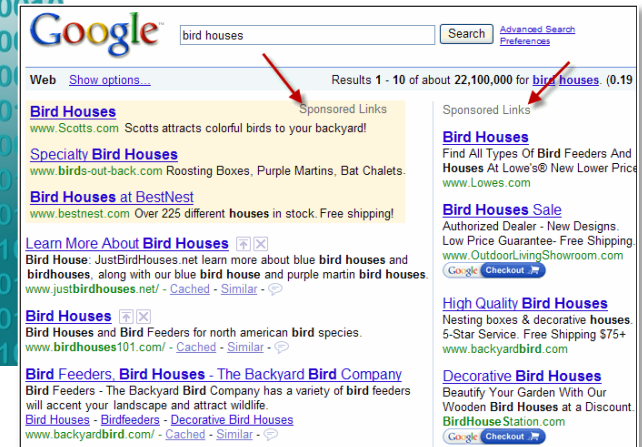 Google
bird houses
Search
Advanced Search
Preferences
Web Show options...
Results 1 - 10 of about 22,100,000 for bird houses. (0.19
Sponsored Links
Bird Houses
www.Scotts.com Scotts attracts colorful birds to your backyard!
Specialty Bird Houses
www.birds-out-back.com Roosting Boxes, Purple Martins, Bat Chalets.
Bird Houses at BestNest
www.bestnest.com Over 225 different houses in stock. Free shipping!
Learn More About Bird Houses
Bird House: JustBirdHouses.net learn more about blue bird houses and
birdhouses, along with our blue bird house and purple martin bird houses.
www.justbirdhouses.net/ - Cached - Similar -
Bird Houses
Bird Houses and Bird Feeders for north american bird species.
www.birdhouses101.com/ - Cached - Similar -
Bird Feeders, Bird Houses - The Backyard Bird Company
Bird Feeders - The Backyard Bird Company has a variety of bird feeders
will accent your landscape and attract wildlife.
Bird Houses - Birdfeeders - Decorative Bird Houses
www.backyardbird.com/ - Cached - Similar -
Sponsored Links
Bird Houses
Find All Types Of Bird Feeders And
Houses At Lowe's® New Lower Price
www.Lowes.com
Bird Houses Sale
Authorized Dealer - New Designs.
Low Price Guarantee- Free Shipping.
www.OutdoorLivingShowroom.com
Google Checkout
High Quality Bird Houses
Nesting boxes & decorative houses.
5-Star Service. Free Shipping $75+
www.backyardbird.com
Decorative Bird Houses
Beautify Your Garden With Our
Wooden Bird Houses at a Discount.
BirdHouseStation.com
Google Checkout